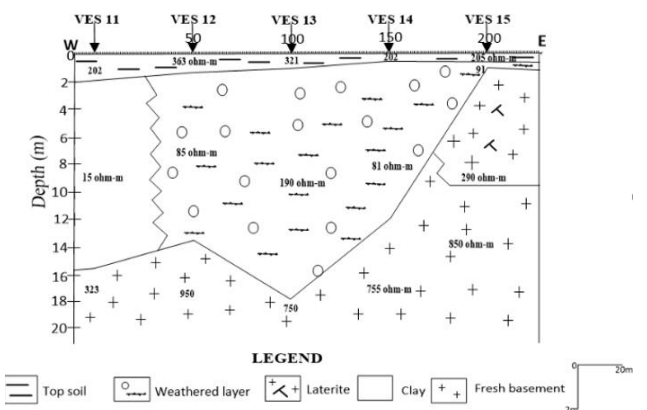 VES 11 VES 12 VES 13 VES 14 VES 15
W 50 100 150 200 E
0 202 363 ohm-m 321 202 205 ohm-m
91
2
4
6
85 ohm-m 81 ohm-m
8
15 ohm-m 190 ohm-m 290 ohm-m
10
12
850 ohm-m
14
16
323 950 755 ohm-m
18 750
20
Depth (m)
LEGEND
Top soil Weathered layer Laterite Clay Fresh basement
0 20m
2m